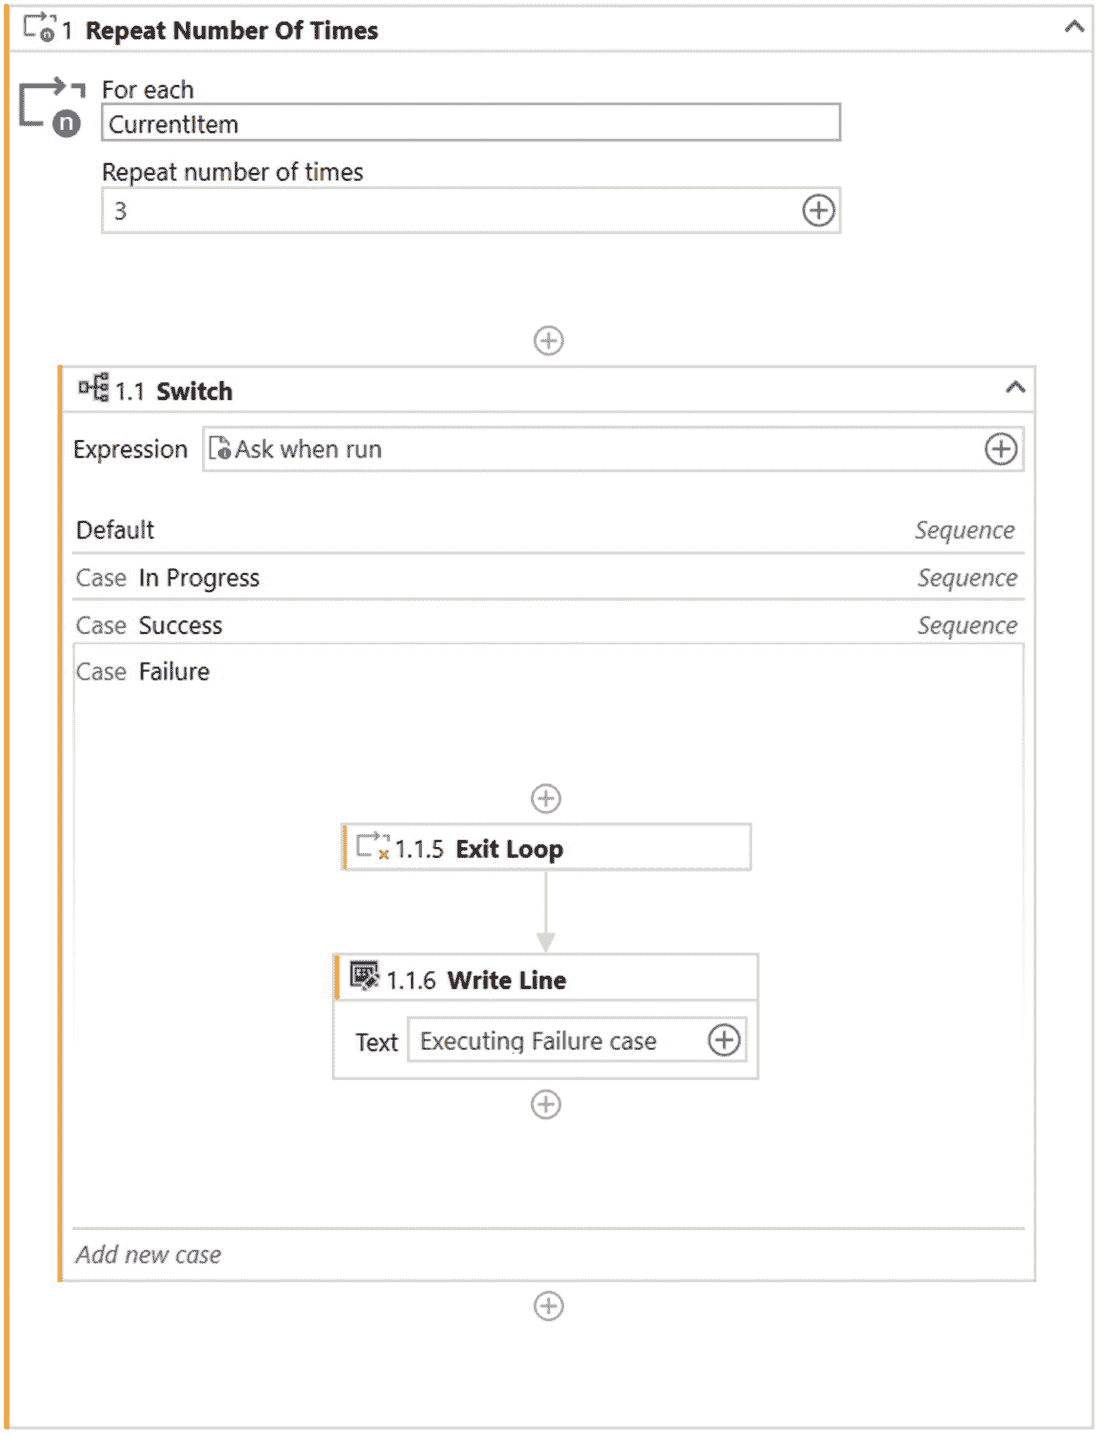 1 Repeat Number Of Times
For each
n
CurrentItem
Repeat number of times
3
1.1 Switch
Expression Ask when run
Default Sequence
Case In Progress Sequence
Case Success Sequence
Case Failure
1.1.5 Exit Loop
1.1.6 Write Line
Text Executing Failure case
Add new case